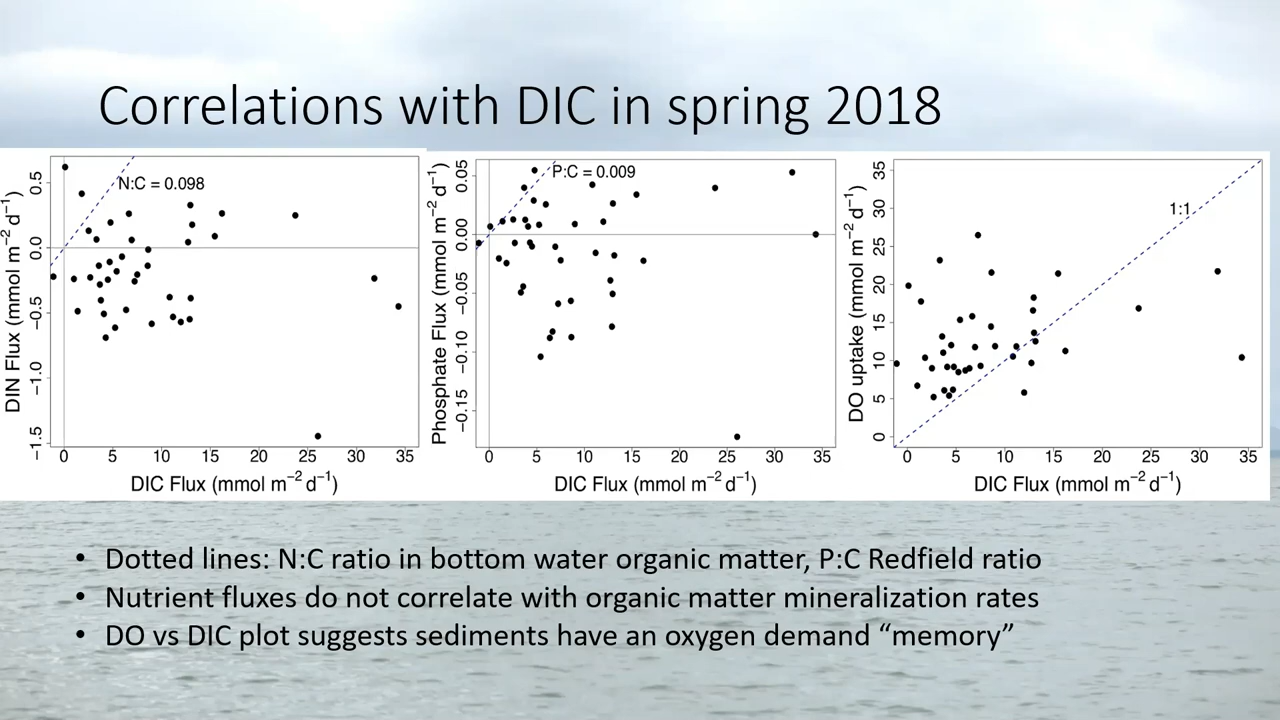 Correlations with DIC in spring 2018
DIN Flux (mmol m−2 d−1)
0.5
0.0
−0.5
−1.0
−1.5
N:C = 0.098
0 5 10 15 20 25 30 35
DIC Flux (mmol m−2 d−1)
Phosphate Flux (mmol m−2 d−1)
0.05
0.00
−0.05
−0.10
−0.15
P:C = 0.009
0 5 10 15 20 25 30 35
DIC Flux (mmol m−2 d−1)
DO uptake (mmol m−2 d−1)
35
30
25
20
15
10
5
0
1:1
0 5 10 15 20 25 30 35
DIC Flux (mmol m−2 d−1)
• Dotted lines: N:C ratio in bottom water organic matter, P:C Redfield ratio
• Nutrient fluxes do not correlate with organic matter mineralization rates
• DO vs DIC plot suggests sediments have an oxygen demand “memory”